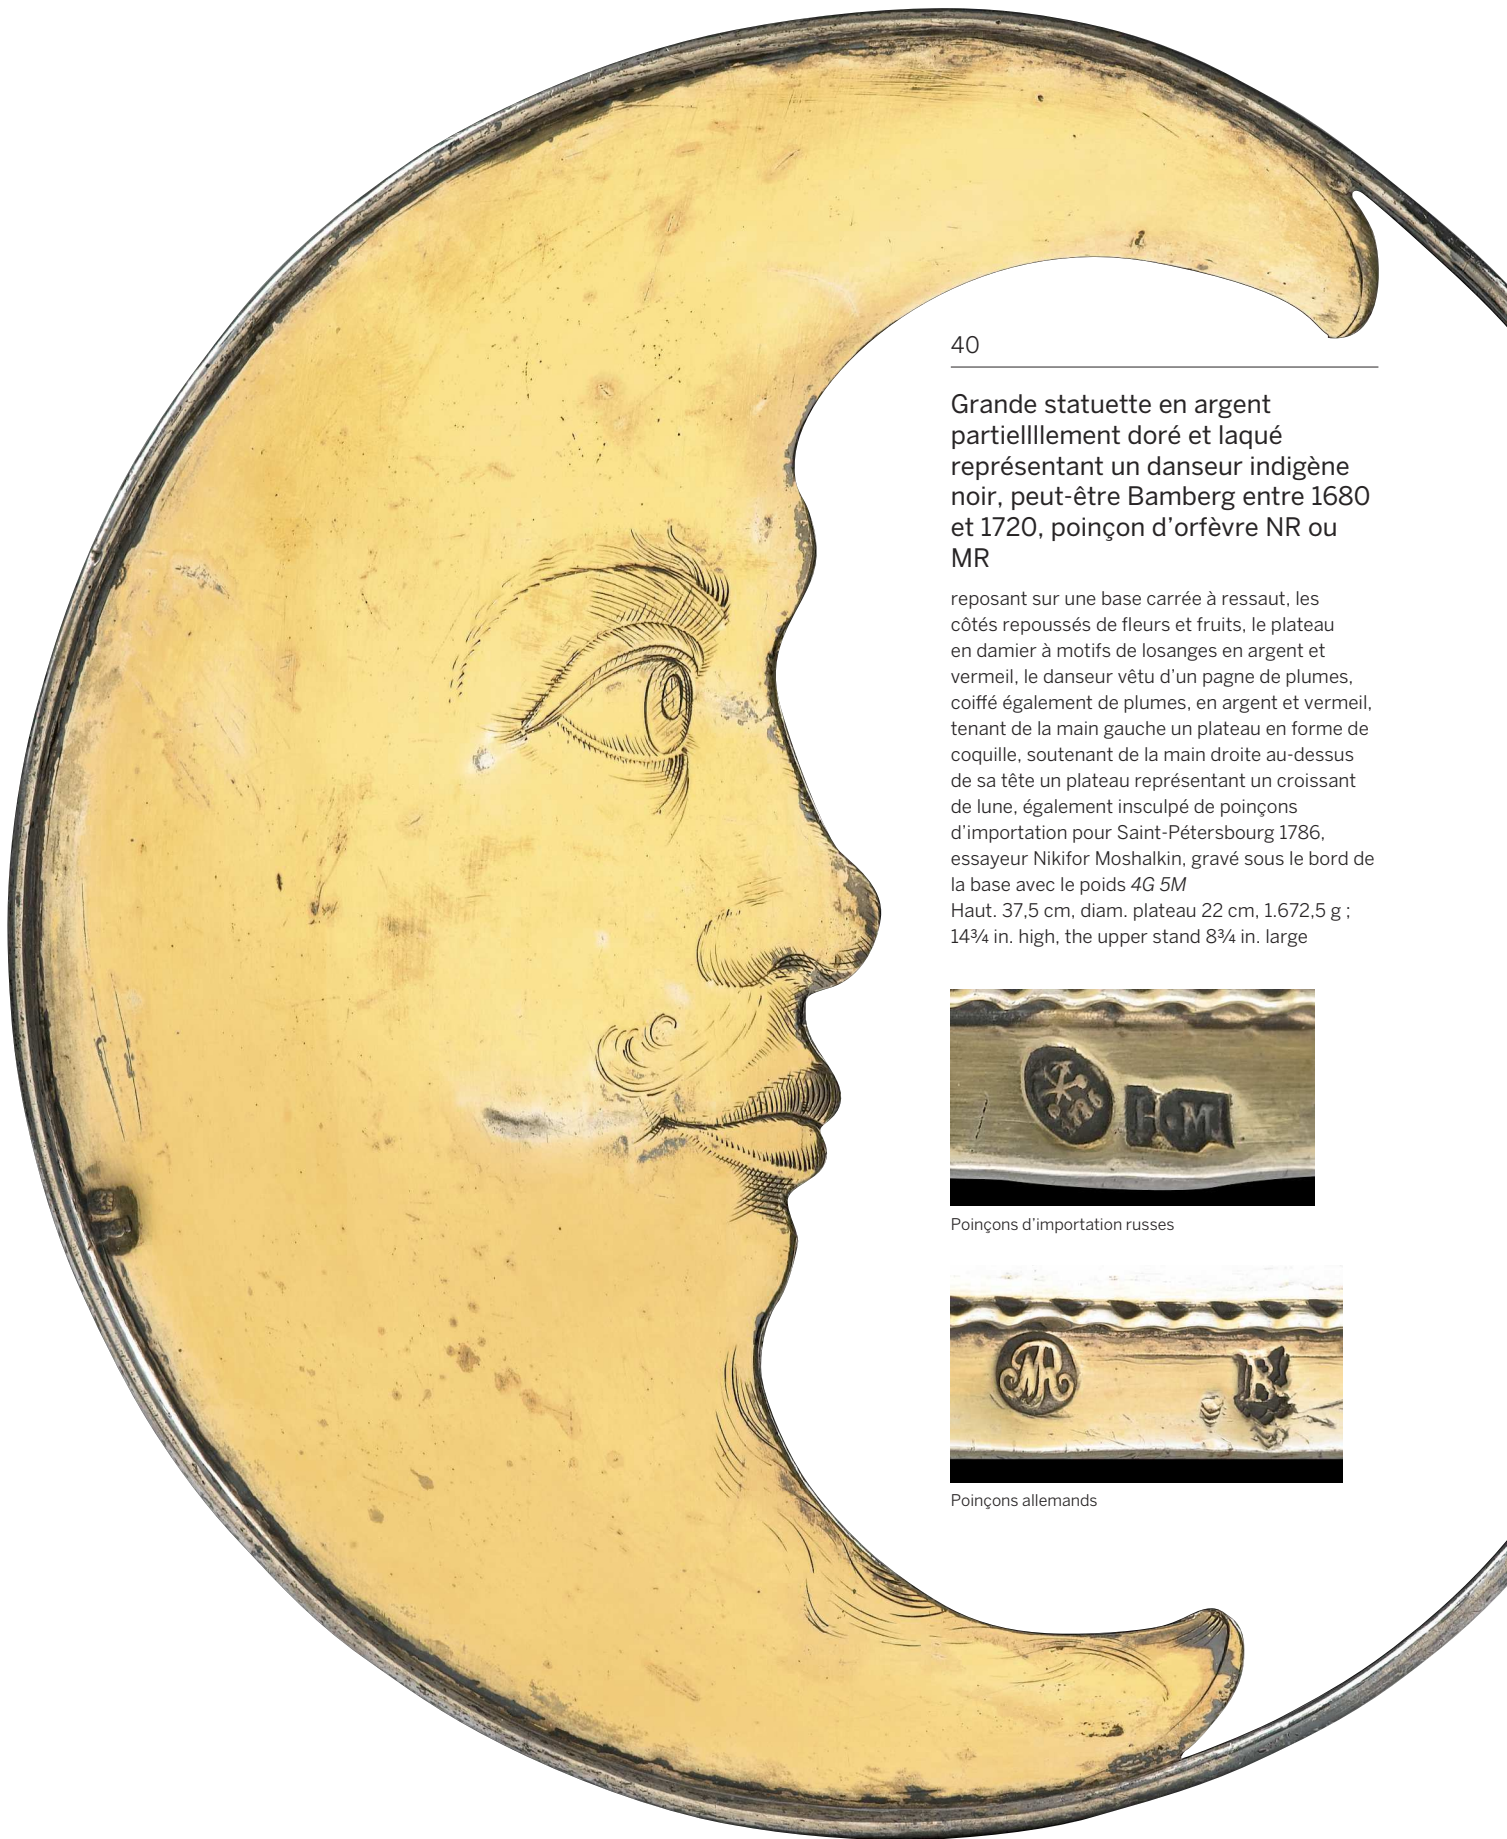 40
Grande statuette en argent
partiellllement doré et laqué
représentant un danseur indigène
noir, peut-être Bamberg entre 1680
et 1720, poinçon d'orfèvre NR ou
MR
reposant sur une base carrée à ressaut, les
côtés repoussés de fleurs et fruits, le plateau
en damier à motifs de losanges en argent et
vermeil, le danseur vêtu d'un pagne de plumes,
coiffé également de plumes, en argent et vermeil,
tenant de la main gauche un plateau en forme de
coquille, soutenant de la main droite au-dessus
de sa tête un plateau représentant un croissant
de lune, également insculpé de poinçons
d'importation pour Saint-Pétersbourg 1786,
essayeur Nikifor Moshalkin, gravé sous le bord de
la base avec le poids 4G 5M
Haut. 37,5 cm, diam. plateau 22 cm, 1.672,5 g ;
14¾ in. high, the upper stand 8¾ in. large
Poinçons d'importation russes
MR
B
Poinçons allemands